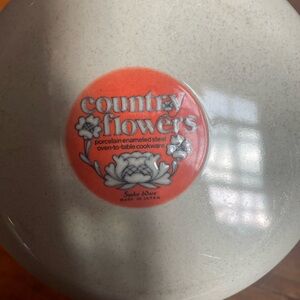 country
flowers
porcelain enameled steel
oven-to-table cookware
MADE IN JAPAN